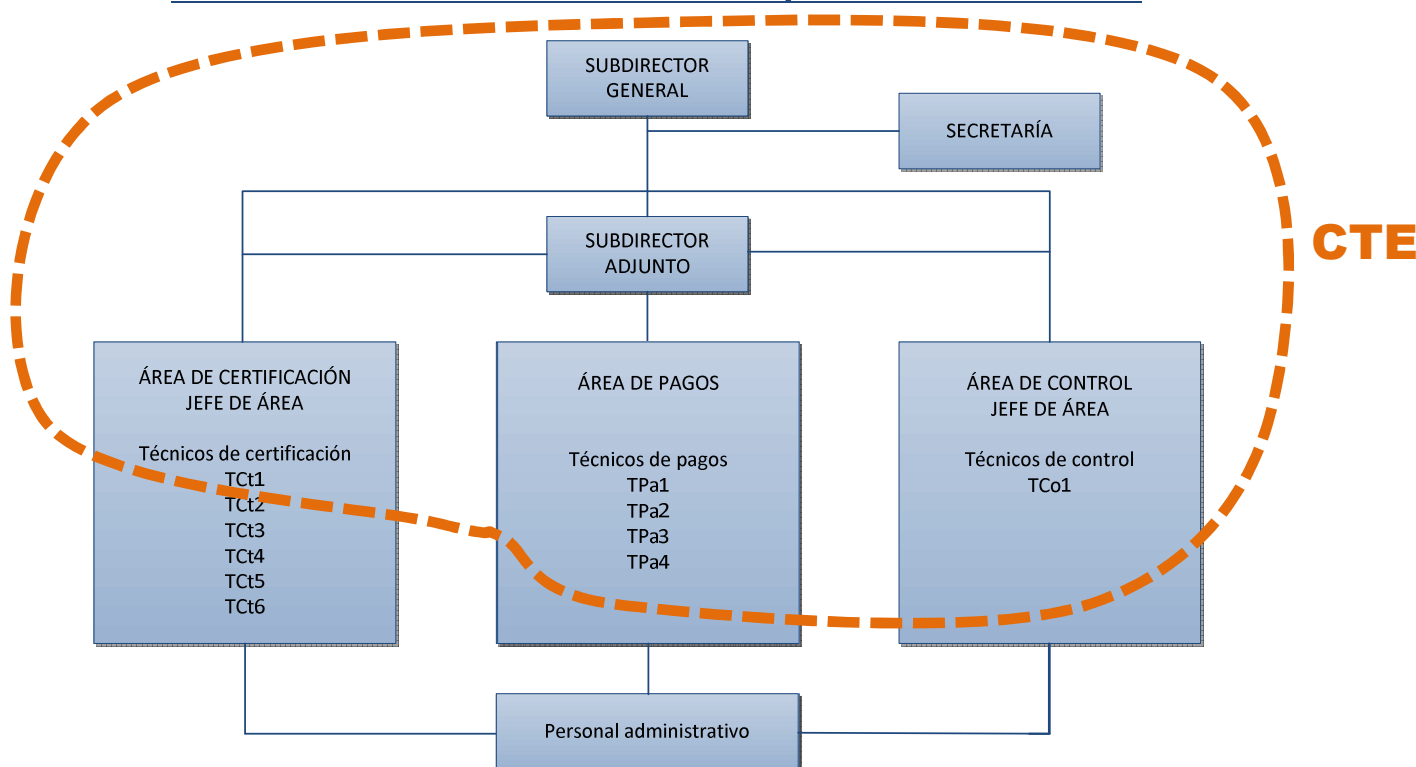 SUBDIRECTOR
GENERAL
SECRETARÍA
SUBDIRECTOR
ADJUNTO
CTE
ÁREA DE CERTIFICACIÓN
JEFE DE ÁREA
Técnicos de certificación
TCt1
TCt2
TCt3
TCt4
TCt5
TCt6
ÁREA DE PAGOS
Técnicos de pagos
TPa1
TPa2
TPa3
TPa4
ÁREA DE CONTROL
JEFE DE ÁREA
Técnicos de control
TCo1
Personal administrativo